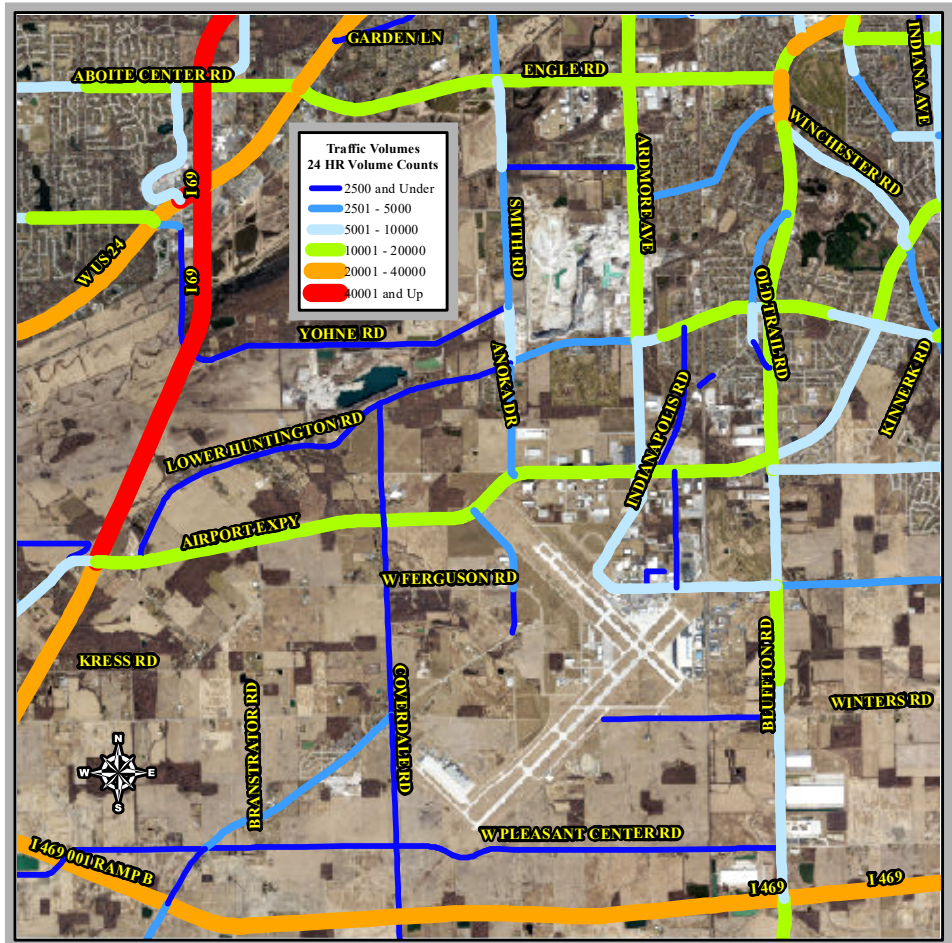 GARDEN LN
ABOITE CENTER RD
ENGLE RD
INDIANA AVE
Traffic Volumes
24 HR Volume Counts
2500 and Under
2501 - 5000
5001 - 10000
10001 - 20000
20001 - 40000
40001 and Up
WINCHESTER RD
ARDMORE AVE
I 69
SMITH RD
W US 24
I 69
OLD TRAIL RD
YOHNE RD
ANOKA DR
KINNERK RD
INDIANAPOLIS RD
LOWER HUNTINGTON RD
AIRPORT EXPY
W FERGUSON RD
KRESS RD
BLUFFTON RD
COVERDALE RD
BRANSTRATOR RD
WINTERS RD
N
W E
S
W PLEASANT CENTER RD
I 469 001 RAMP B
I 469
I 469